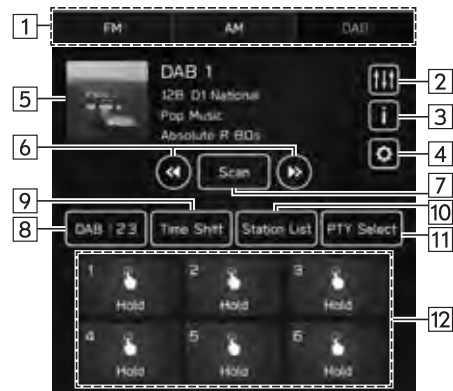 1 FM AM DAB
DAB 1
12B D1 National
Pop Music
Absolute R 80s
2
3
4
5
6
Scan
7
8
9
10
11
DAB 123 Time Shift Station List PTY Select
1 2 3
Hold Hold Hold
12
4 5 6
Hold Hold Hold